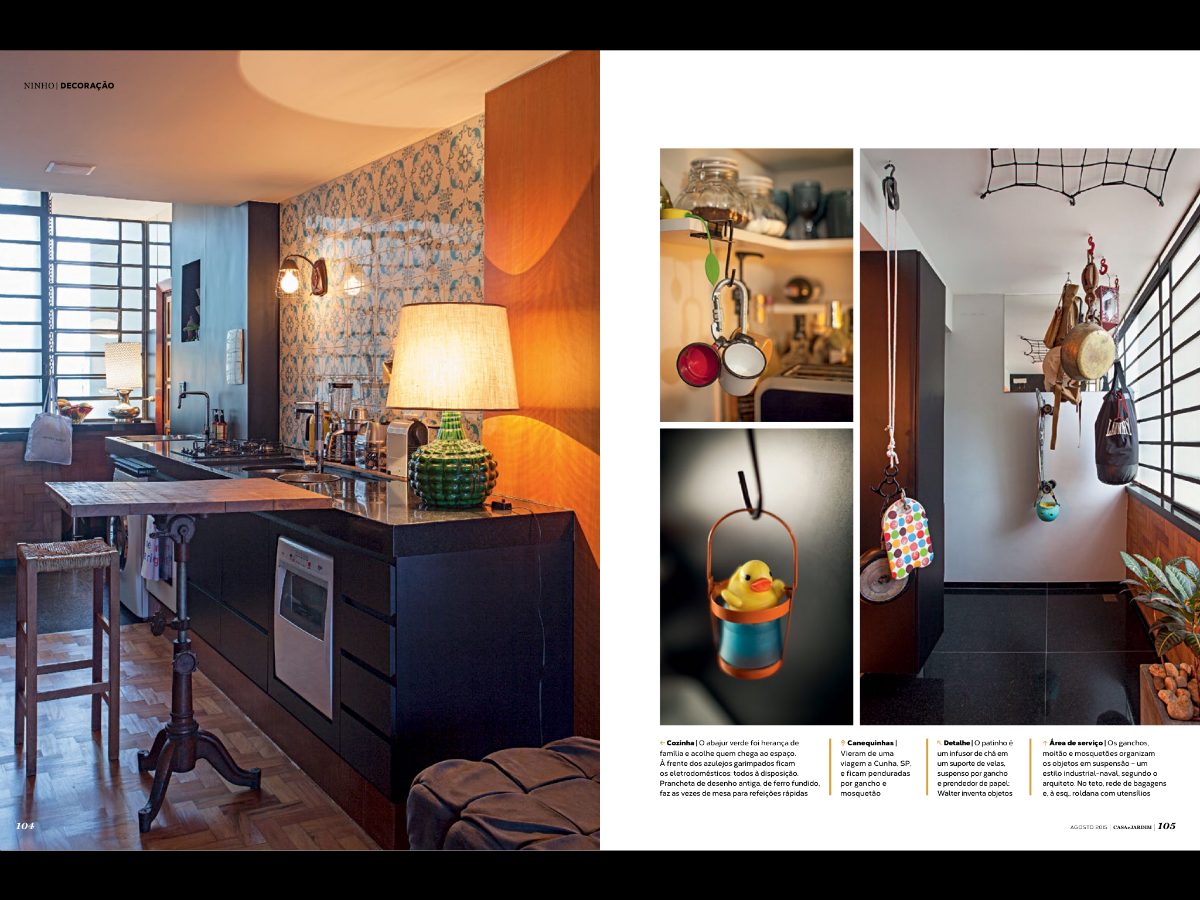 NINHO | DECORAÇÃO
104
← Cozinha | O abajur verde foi herança de
família e acolhe quem chega ao espaço.
À frente dos azulejos garimpados ficam
os eletrodomésticos: todos à disposição.
Prancheta de desenho antiga, de ferro fundido,
faz as vezes de mesa para refeições rápidas
Canequinhas |
Vieram de uma
viagem a Cunha, SP,
e ficam penduradas
por gancho e
mosquetão
Detalhe | O patinho é
um infusor de chá em
um suporte de velas,
suspenso por gancho
e prendedor de papel:
Walter inventa objetos
↑ Área de serviço | Os ganchos,
moitão e mosquetões organizam
os objetos em suspensão – um
estilo industrial-naval, segundo o
arquiteto. No teto, rede de bagagens
e, à esq., roldana com utensílios
AGOSTO 2015 | CASA e JARDIM | 105